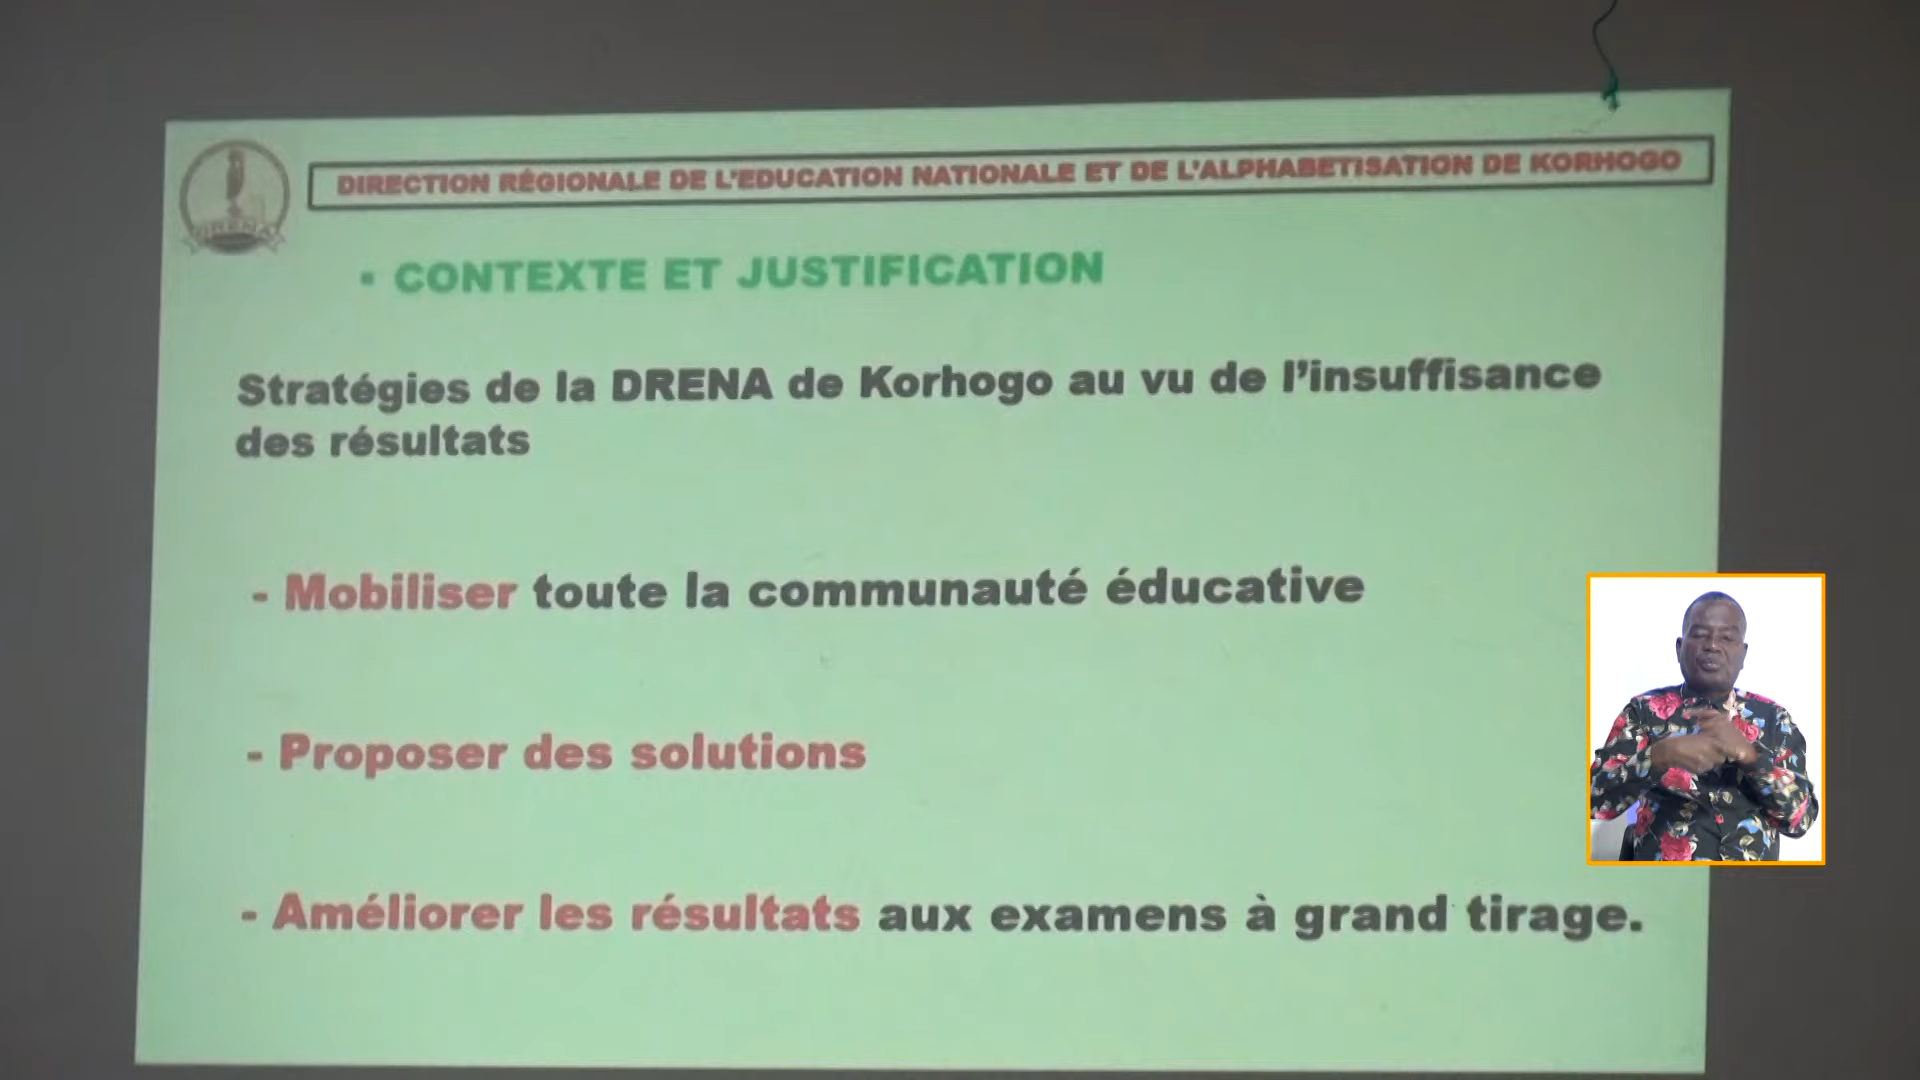 DRENA
DIRECTION RÉGIONALE DE L'EDUCATION NATIONALE ET DE L'ALPHABETISATION DE KORHOGO
▪ CONTEXTE ET JUSTIFICATION
Stratégies de la DRENA de Korhogo au vu de l'insuffisance
des résultats
- Mobiliser toute la communauté éducative
- Proposer des solutions
- Améliorer les résultats aux examens à grand tirage.